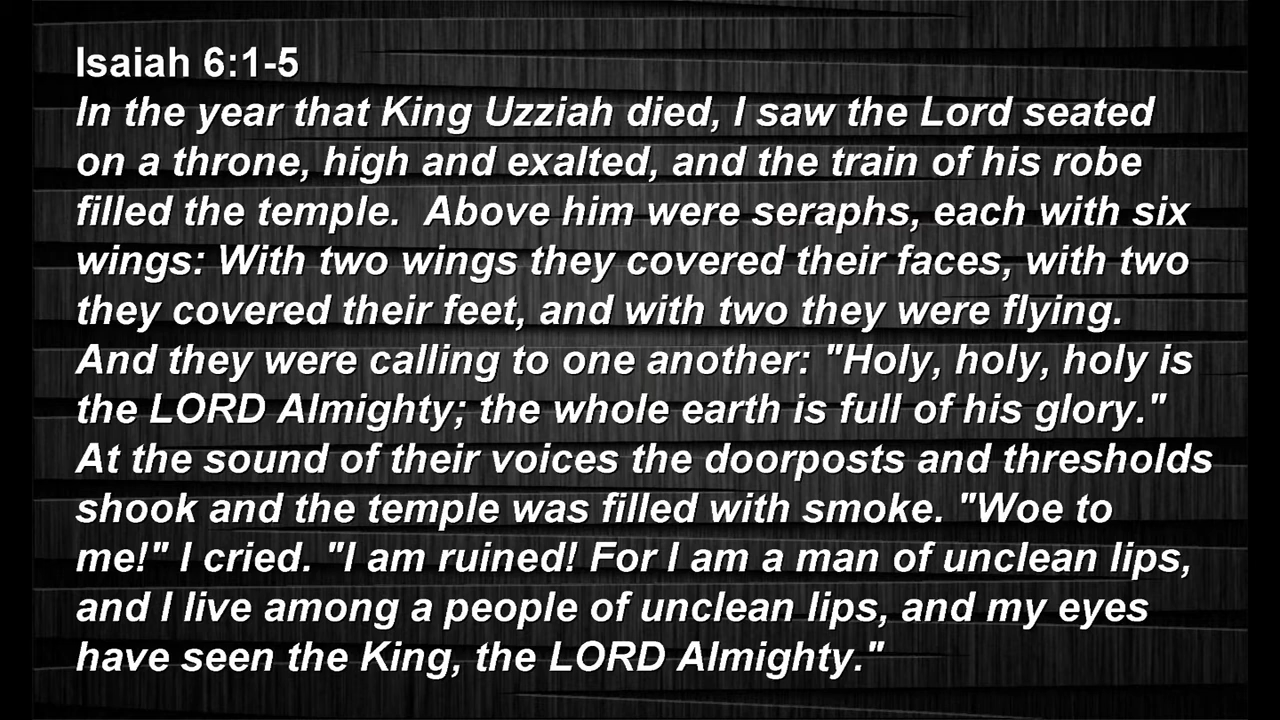 Isaiah 6:1-5
In the year that King Uzziah died, I saw the Lord seated
on a throne, high and exalted, and the train of his robe
filled the temple.  Above him were seraphs, each with six
wings: With two wings they covered their faces, with two
they covered their feet, and with two they were flying.
And they were calling to one another: "Holy, holy, holy is
the LORD Almighty; the whole earth is full of his glory."
At the sound of their voices the doorposts and thresholds
shook and the temple was filled with smoke. "Woe to
me!" I cried. "I am ruined! For I am a man of unclean lips,
and I live among a people of unclean lips, and my eyes
have seen the King, the LORD Almighty."